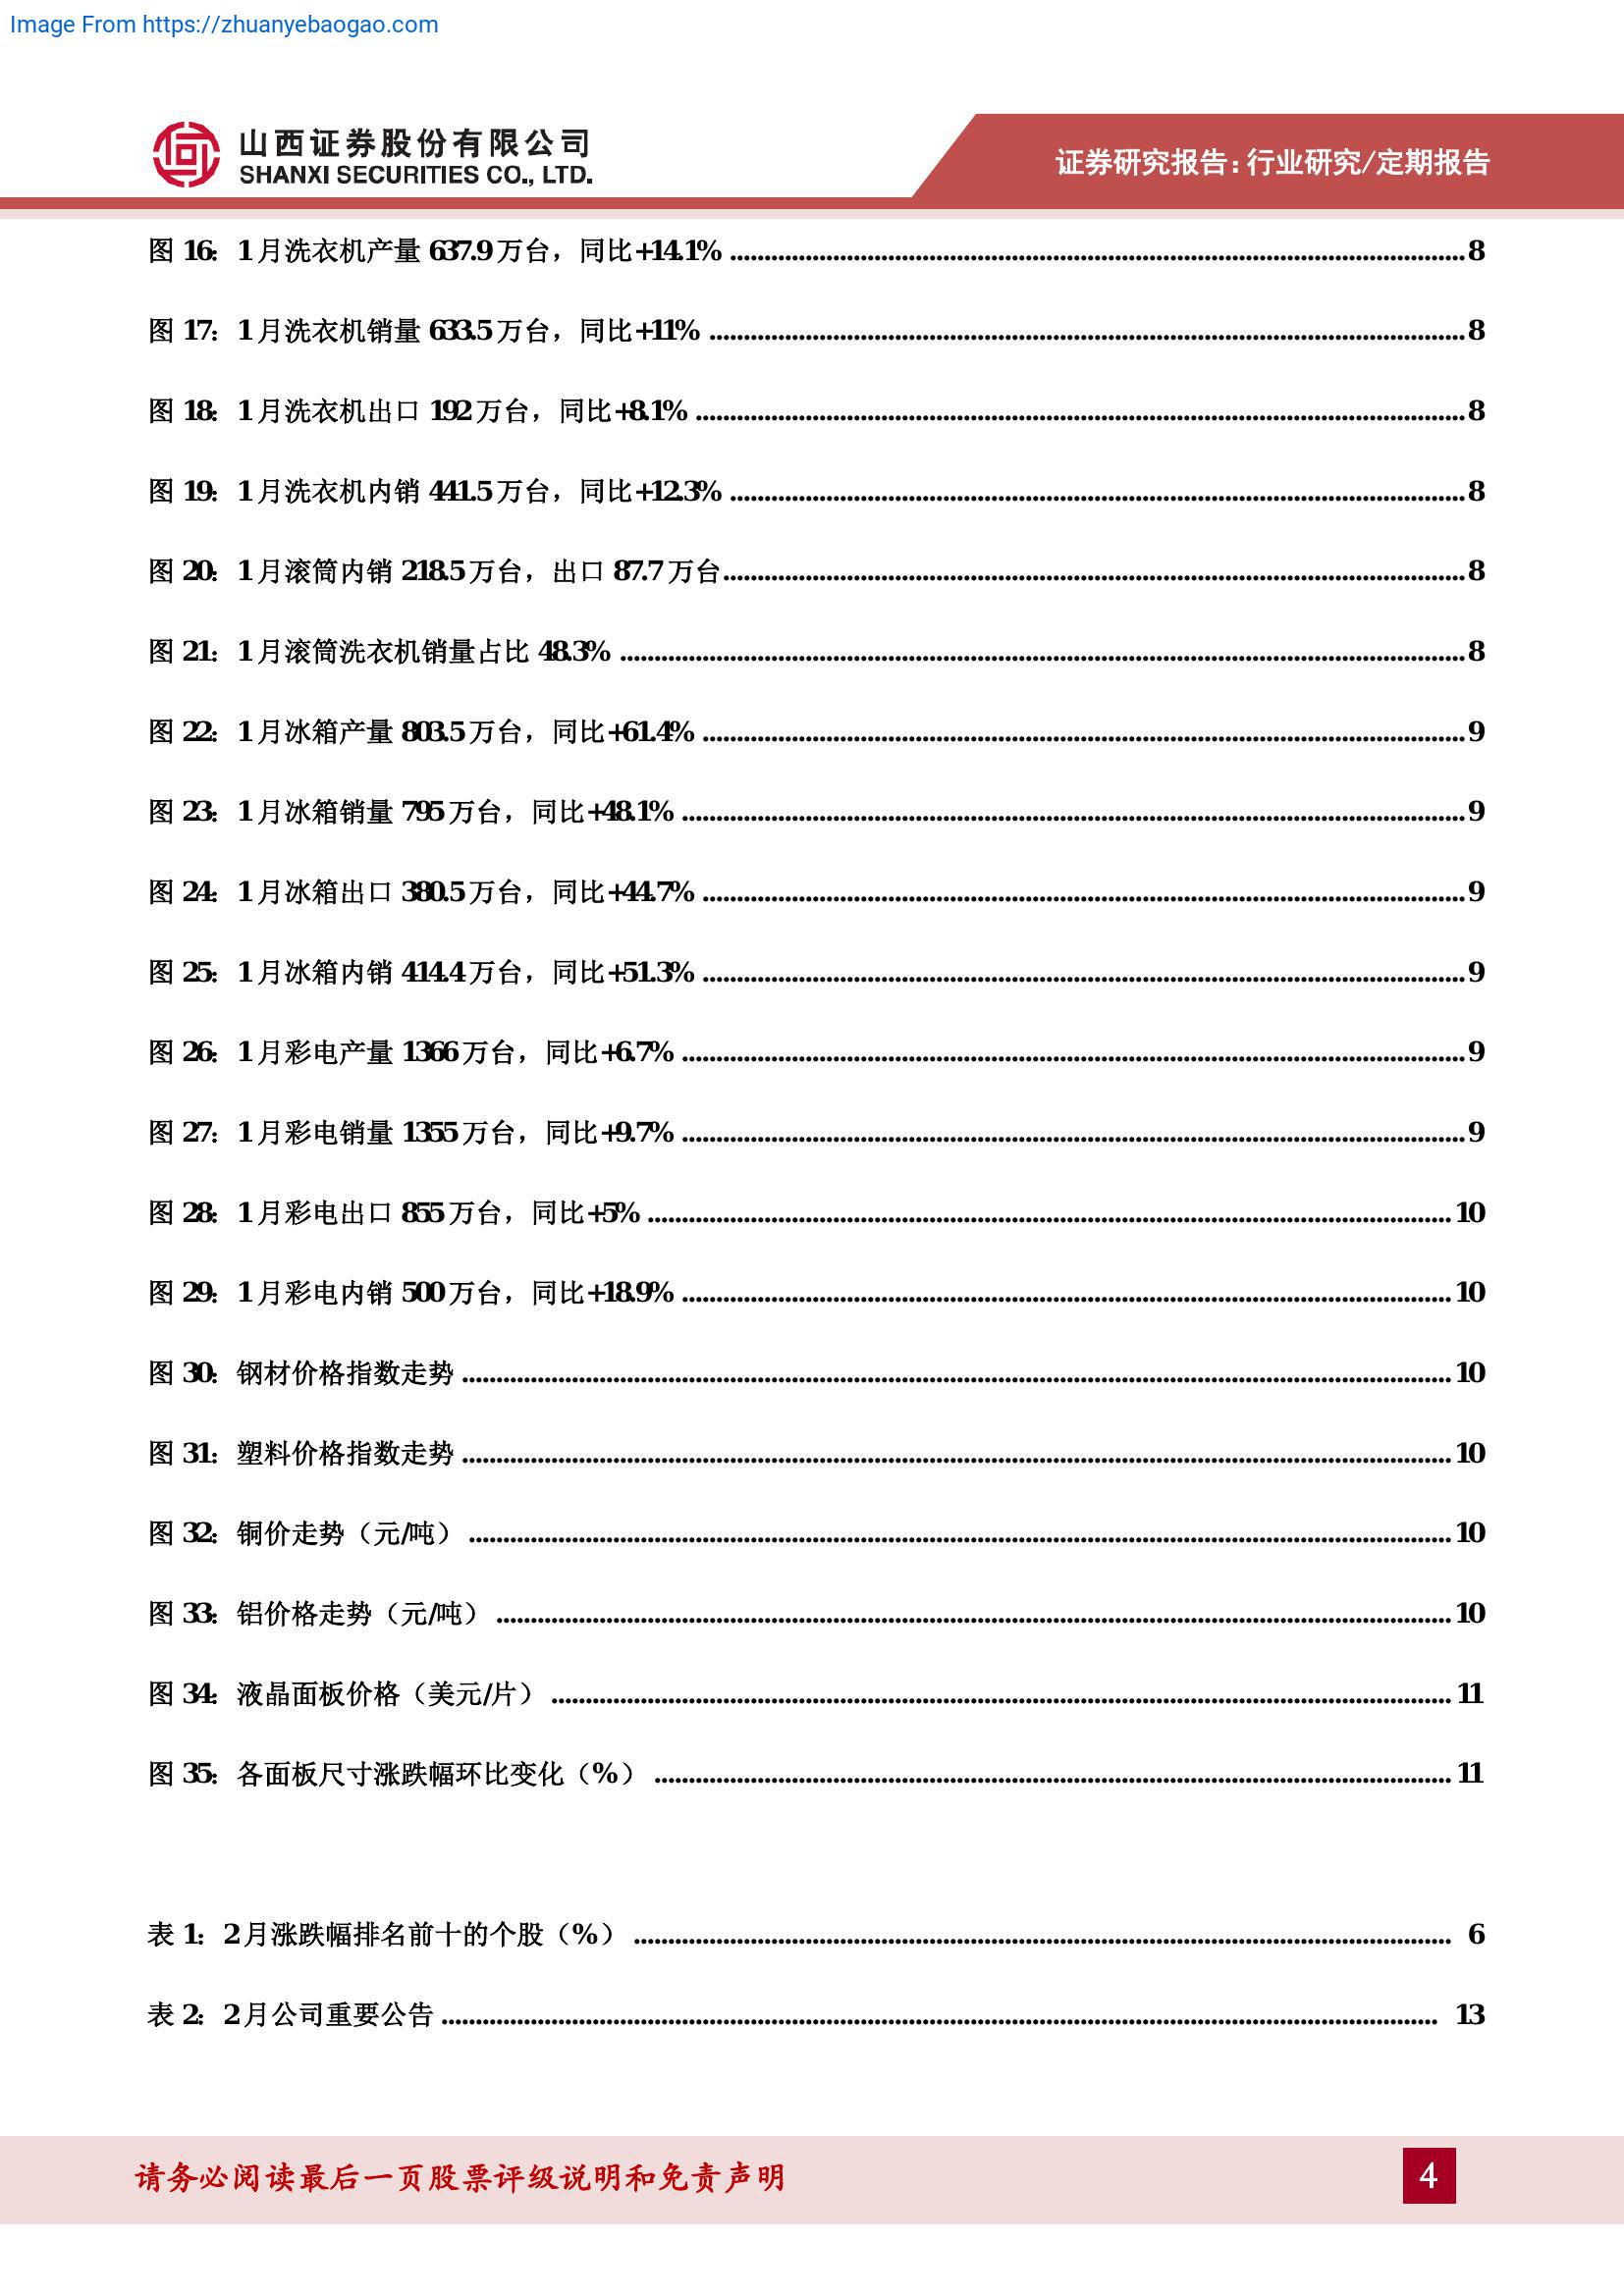 Image From https://zhuanyebaogao.com
山西证券股份有限公司
SHANXI SECURITIES CO., LTD.
证券研究报告:行业研究/定期报告
图 16：1 月洗衣机产量 637.9 万台，同比+14.1% 8
图 17：1 月洗衣机销量 633.5 万台，同比+11% 8
图 18：1 月洗衣机出口 192 万台，同比+8.1% 8
图 19：1 月洗衣机内销 441.5 万台，同比+12.3% 8
图 20：1 月滚筒内销 218.5 万台，出口 87.7 万台 8
图 21：1 月滚筒洗衣机销量占比 48.3% 8
图 22：1 月冰箱产量 803.5 万台，同比+61.4% 9
图 23：1 月冰箱销量 795 万台，同比+48.1% 9
图 24：1 月冰箱出口 380.5 万台，同比+44.7% 9
图 25：1 月冰箱内销 414.4 万台，同比+51.3% 9
图 26：1 月彩电产量 1366 万台，同比+6.7% 9
图 27：1 月彩电销量 1355 万台，同比+9.7% 9
图 28：1 月彩电出口 855 万台，同比+5% 10
图 29：1 月彩电内销 500 万台，同比+18.9% 10
图 30：钢材价格指数走势 10
图 31：塑料价格指数走势 10
图 32：铜价走势（元/吨） 10
图 33：铝价格走势（元/吨） 10
图 34：液晶面板价格（美元/片） 11
图 35：各面板尺寸涨跌幅环比变化（%） 11
表 1：2 月涨跌幅排名前十的个股（%） 6
表 2：2 月公司重要公告 13
请务必阅读最后一页股票评级说明和免责声明
4